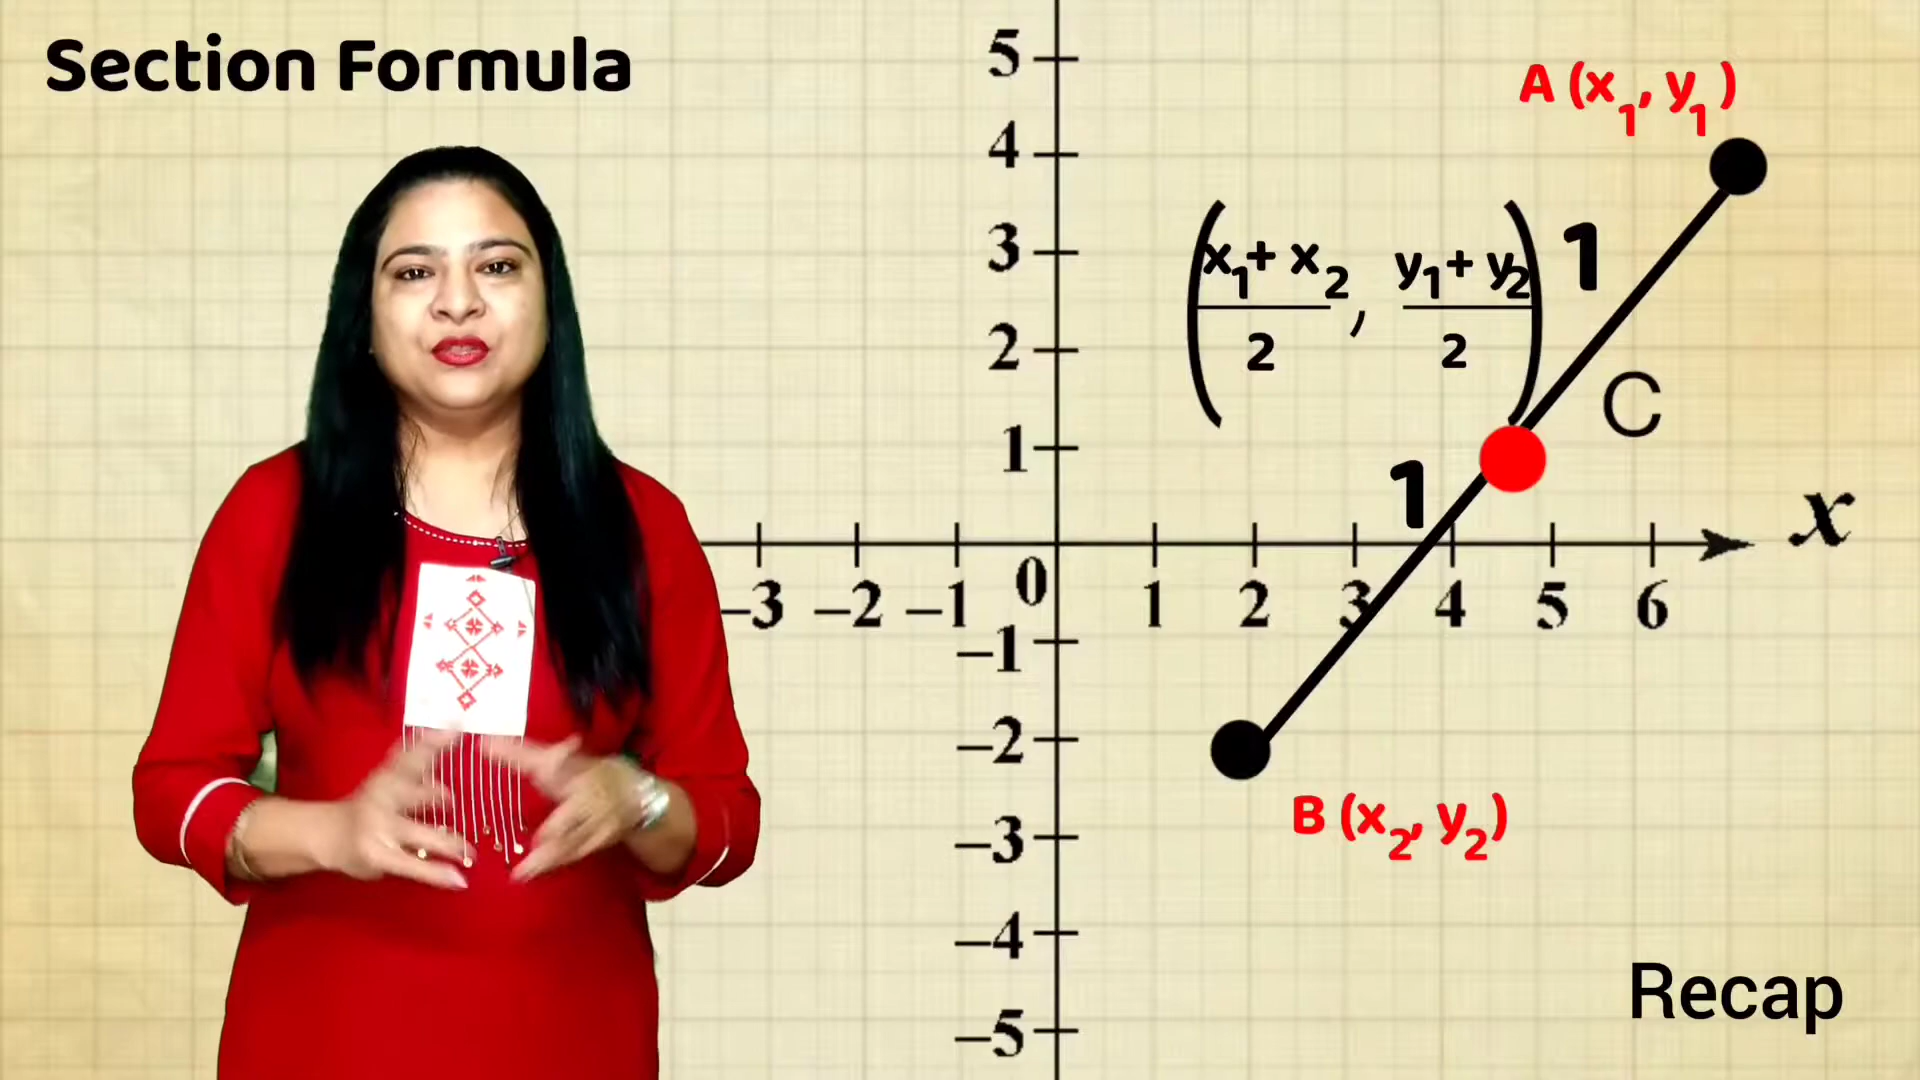 Section Formula
A (x1, y1)
(x1 + x2 / 2, y1 + y2 / 2)
1
C
1
x
5
4
3
2
1
–3 –2 –1 0 1 2 3 4 5 6
–1
–2
–3
–4
–5
B (x2, y2)
Recap